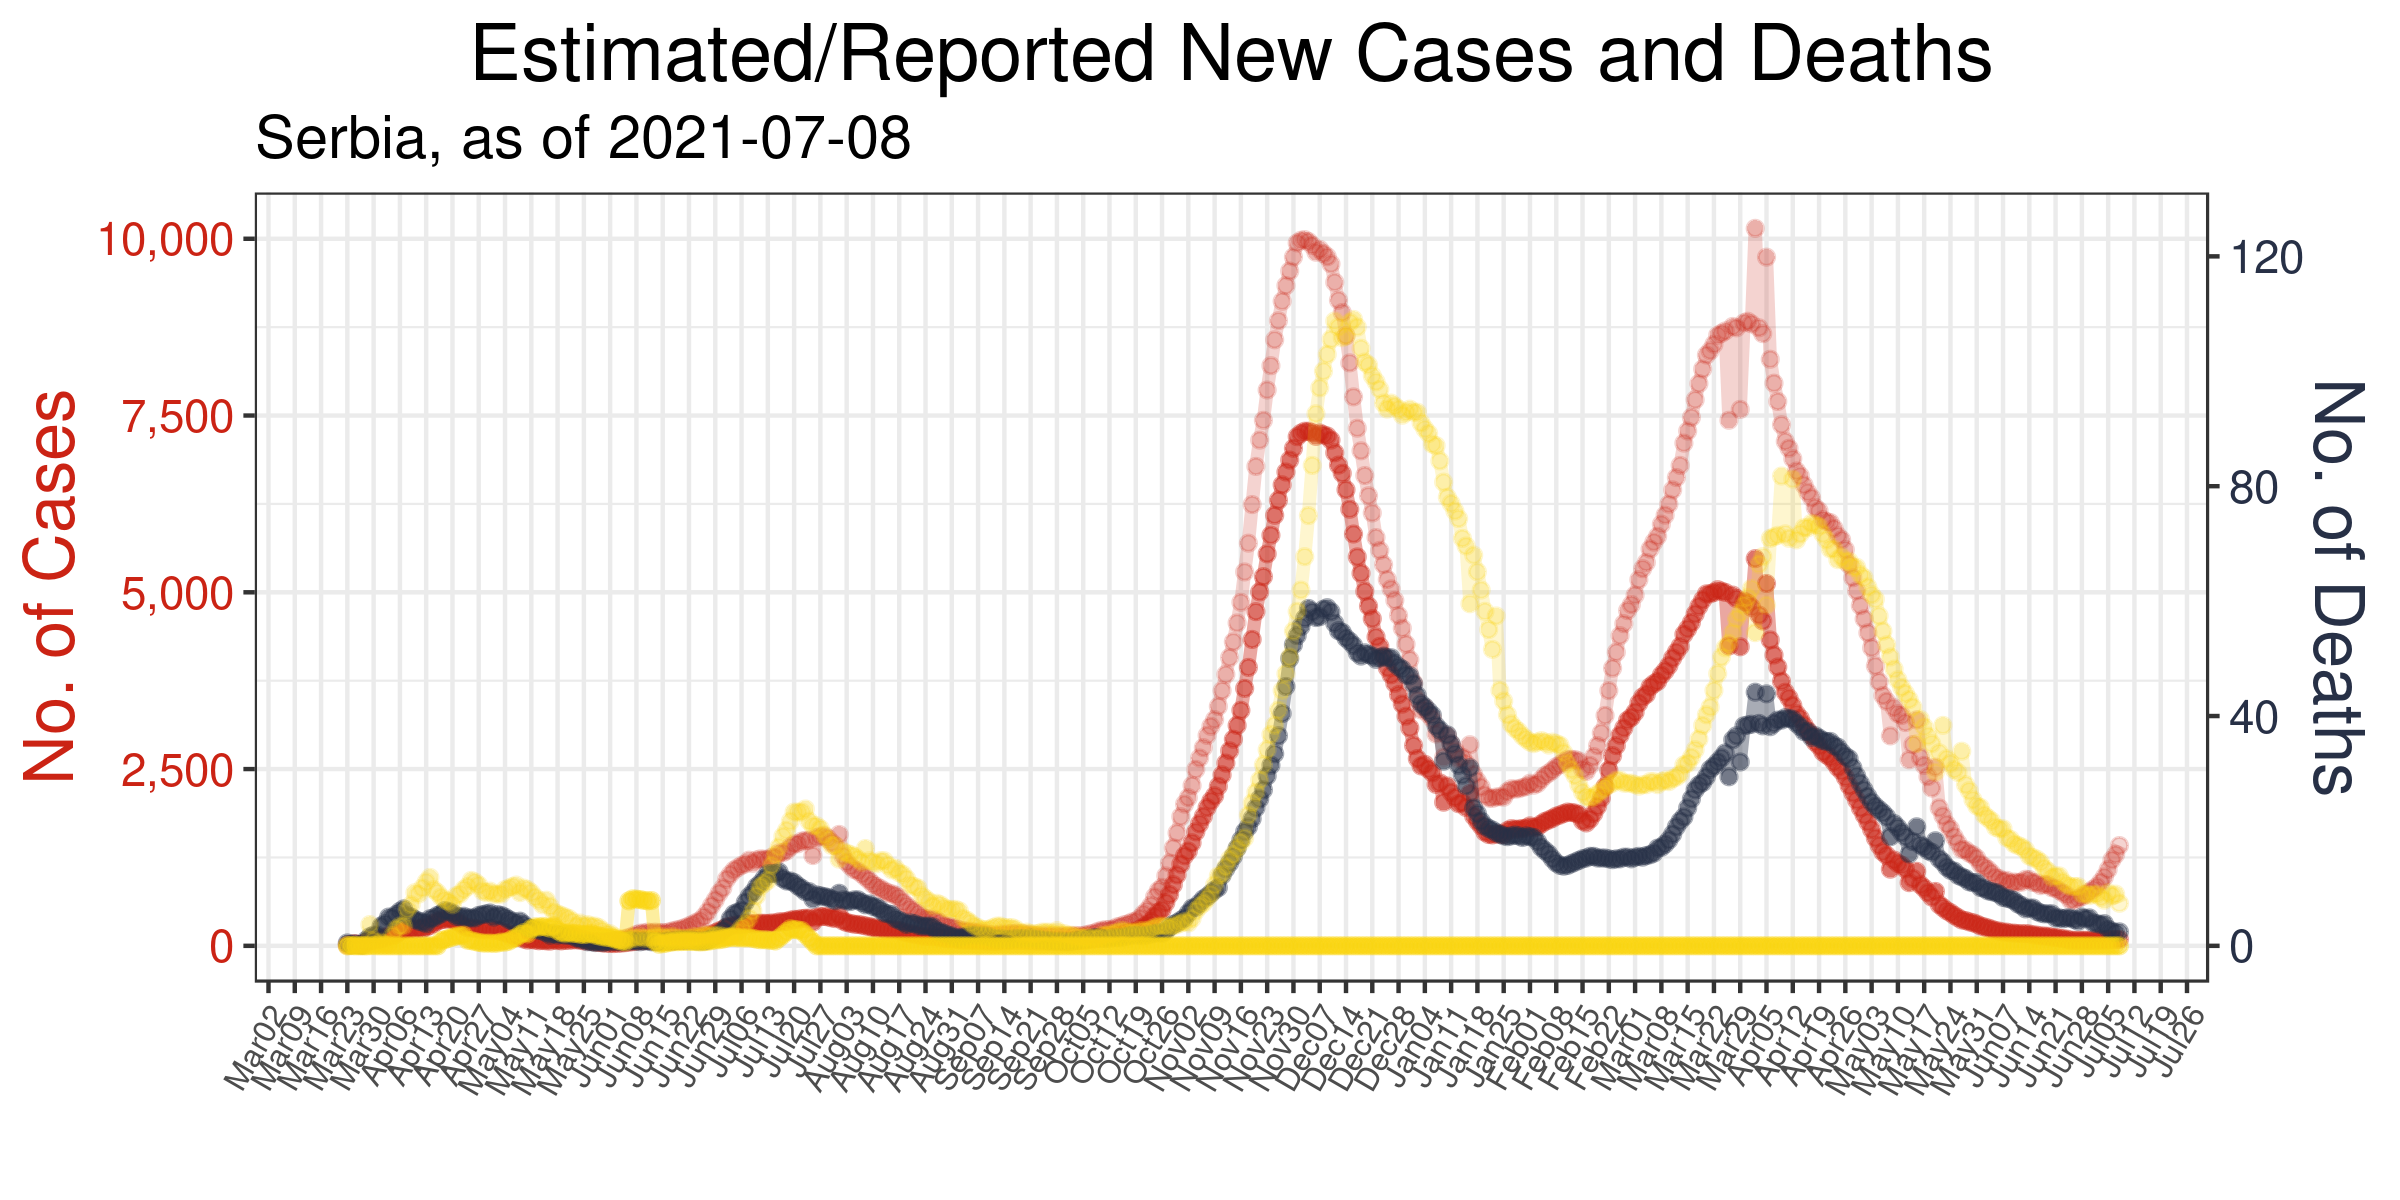 Estimated/Reported New Cases and Deaths
Serbia, as of 2021-07-08
No. of Cases
10,000
7,500
5,000
2,500
0
120
80
40
0
No. of Deaths
Mar02
Mar09
Mar16
Mar23
Mar30
Apr06
Apr13
Apr20
Apr27
May04
May11
May18
May25
Jun01
Jun08
Jun15
Jun22
Jun29
Jul06
Jul13
Jul20
Jul27
Aug03
Aug10
Aug17
Aug24
Aug31
Sep07
Sep14
Sep21
Sep28
Oct05
Oct12
Oct19
Oct26
Nov02
Nov09
Nov16
Nov23
Nov30
Dec07
Dec14
Dec21
Dec28
Dec04
Jan11
Jan18
Jan25
Feb01
Feb08
Feb15
Feb22
Mar01
Mar08
Mar15
Mar22
Mar29
Apr05
Apr12
Apr19
Apr26
May03
May10
May17
May24
May31
Jun07
Jun14
Jun21
Jun28
Jul05
Jul12
Jul19
Jul26